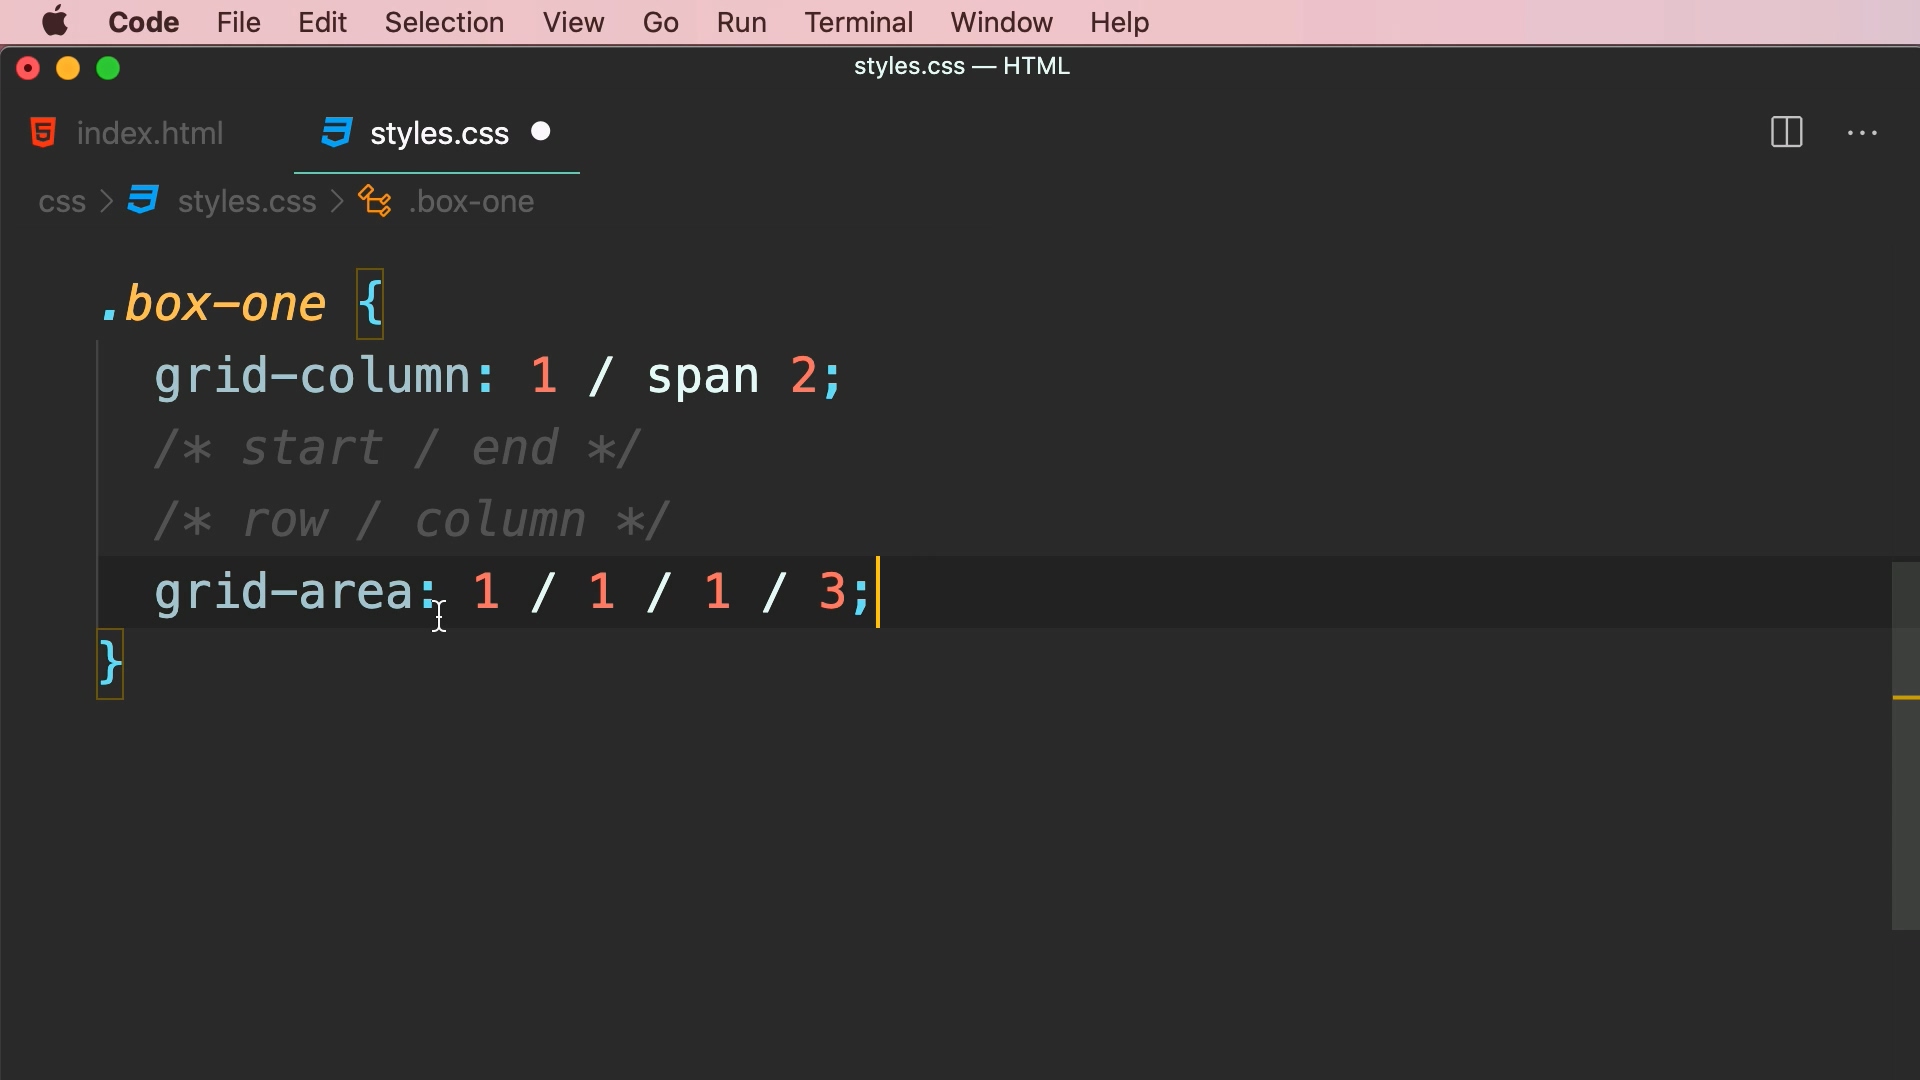 Code File Edit Selection View Go Run Terminal Window Help
styles.css — HTML
index.html styles.css
css > styles.css > .box-one
.box-one {
grid-column: 1 / span 2;
/* start / end */
/* row / column */
grid-area: 1 / 1 / 1 / 3;
}